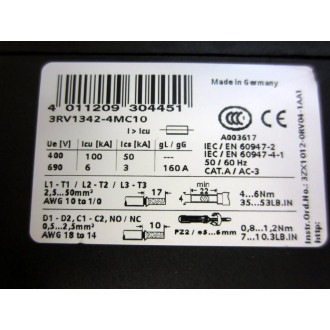 4 011209 304451
3RV1342-4MC10
I > Icu
Made in Germany
CCC
A003617
IEC / EN 60947-2
IEC / EN 60947-4-1
50 / 60 Hz
CAT.A / AC-3
Ue [V] Icu [kA] Ics [kA] gL / gG
400 100 50 ---
690 6 3 160 A
L1 - T1 / L2 - T2 / L3 - T3
2,5...50mm²
AWG 10 to 1/0
17
min
22
4
4...6Nm
35...53LB.IN
D1 - D2, C1 - C2, NO / NC
0,5...2,5mm²
AWG 18 to 14
10
PZ2 / ø5...6mm
0,8...1,2Nm
7...10.3LB.IN
Instr.Ord.No.: 3ZX1012-0RV04-1AA1